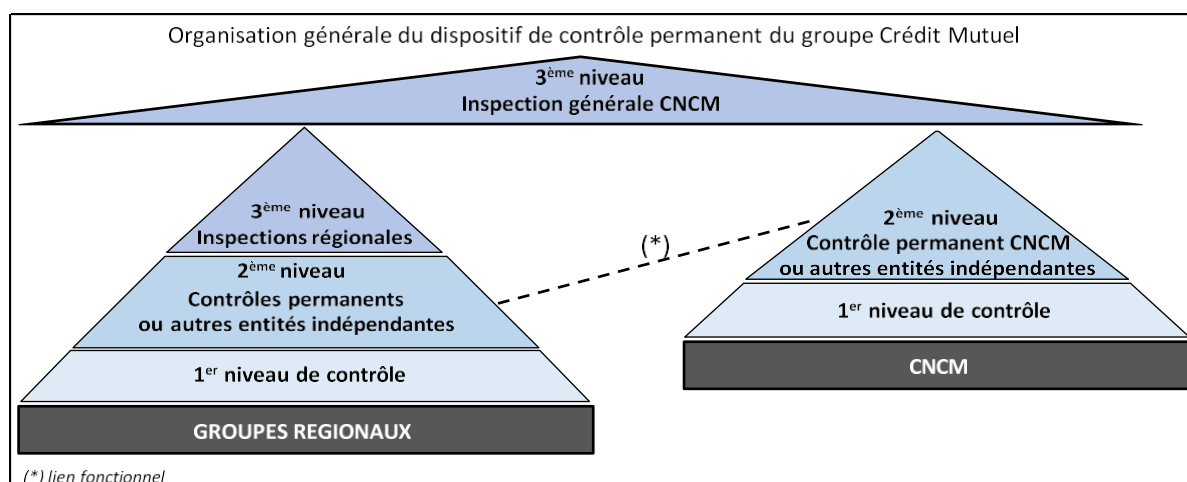 Organisation générale du dispositif de contrôle permanent du groupe Crédit Mutuel
3ème niveau
Inspection générale CNCM
3ème niveau
Inspections régionales
2ème niveau
Contrôles permanents
ou autres entités indépendantes
1er niveau de contrôle
GROUPES REGIONAUX
(*)
2ème niveau
Contrôle permanent CNCM
ou autres entités indépendantes
1er niveau de contrôle
CNCM
(*) lien fonctionnel